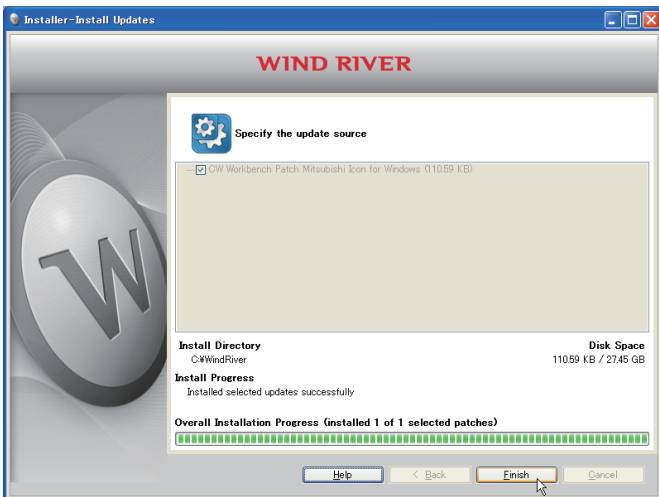 Installer-Install Updates
WIND RIVER
Specify the update source
CW Workbench Patch Mitsubishi Icon for Windows (110.59 KB)
Install Directory Disk Space
C:¥WindRiver 110.59 KB / 27.45 GB
Install Progress
Installed selected updates successfully
Overall Installation Progress (installed 1 of 1 selected patches)
Help < Back Finish Cancel